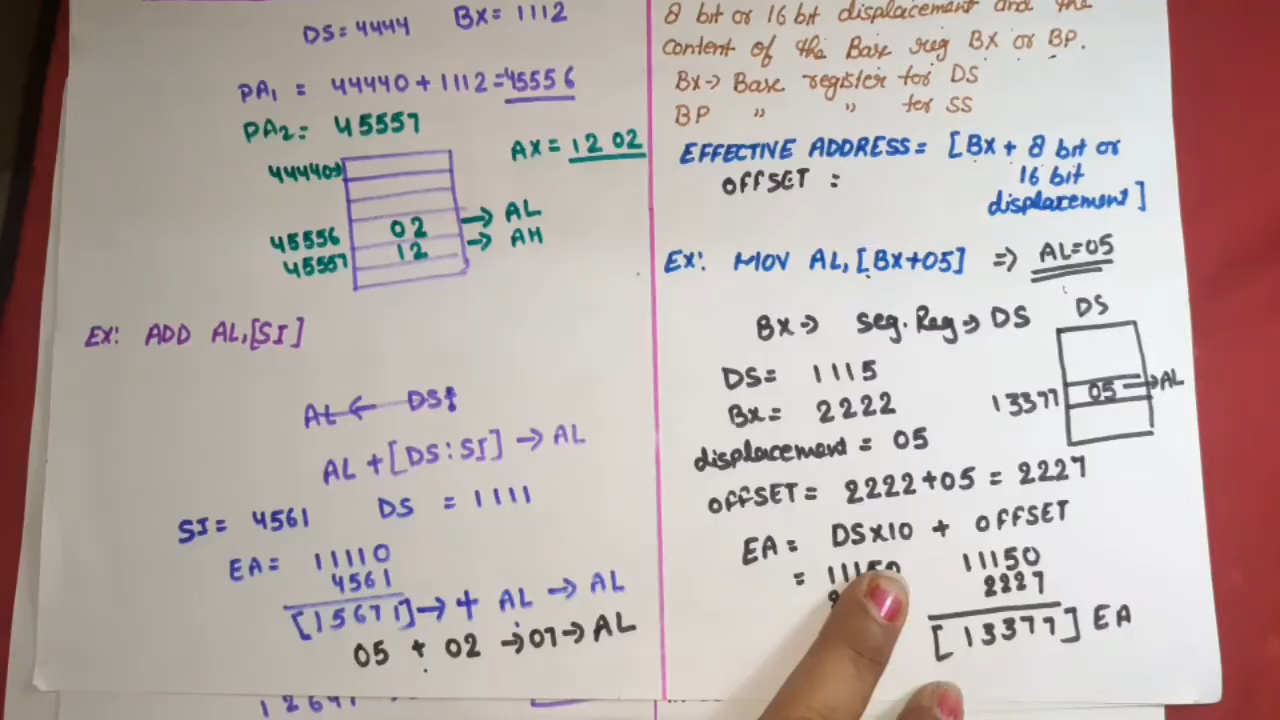 DS=4444 BX=1112
PA1 = 44440+1112=45556
PA2= 45557
AX= 12 02
44440
02 → AL
45556
12 → AH
45557
EX: ADD AL,[SI]
AL← DS:
AL +[DS:SI] → AL
SI= 4561 DS = 1111
EA= 11110
4561
[15671]→ + AL → AL
05 + 02 → 07→ AL
8 bit or 16 bit displacement and the
content of the Base reg BX or BP.
BX→ Base register for DS
BP " " for SS
EFFECTIVE ADDRESS= [BX + 8 bit or
OFFSET : 16 bit
displacement]
EX: MOV AL,[BX+05] => AL=05
BX→ seg.Reg→ DS
DS
DS= 1115
05 →AL
BX= 2222
13377
displacement = 05
OFFSET= 2222+05 = 2227
EA= DSX10 + OFFSET
= 11150 11150
2227
[13377] EA